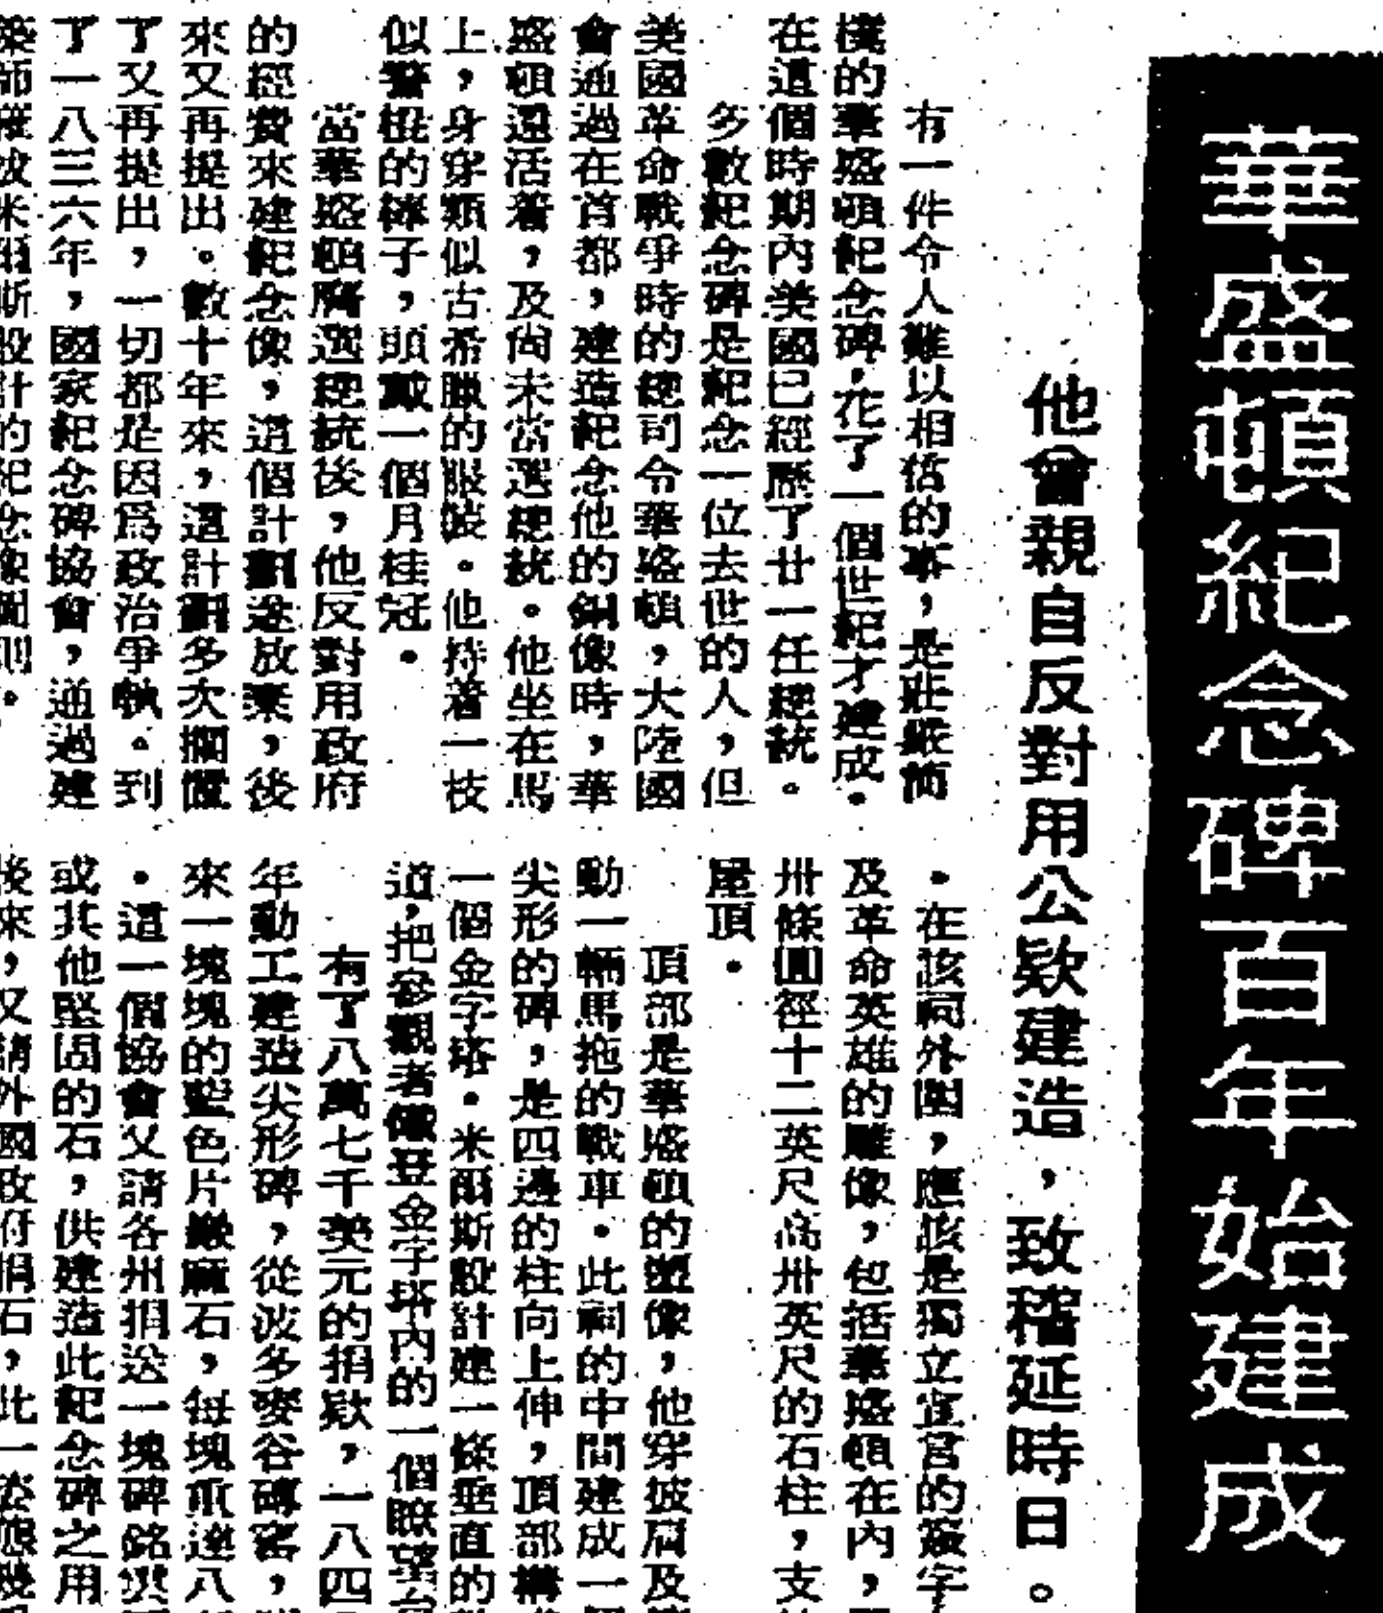 華盛頓紀念碑百年始建成
他曾親自反對用公欵建造，致稽延時日。
有一件令人難以相信的事，是莊嚴簡
樸的華盛頓紀念碑，花了一個世紀才建成．
在這個時期內美國已經歷了廿一任總統。
多數紀念碑是紀念一位去世的人，但
美國革命戰爭時的總司令華盛頓，大陸國
會通過在首都，建造紀念他的銅像時，華
盛頓還活着，及尚未當選總統。他坐在馬
上，身穿類似古希臘的服裝。他持着一枝
似警棍的棒子，頭戴一個月桂冠．
當華盛頓膺選總統後，他反對用政府
的經費來建紀念像，這個計劃遂放棄，後
來又再提出。數十年來，這計劃多次擱置
了又再提出，一切都是因爲政治爭執。到
了一八三六年，國家紀念碑協會，通過建
築師羅拔米爾斯設計的紀念像圖則。
．在該祠外圍，應該是獨立宣言的簽字
及革命英雄的雕像，包括華盛頓在內，
卅條圓徑十二英尺高卅英尺的石柱，支
屋頂．
頂部是華盛頓的塑像，他穿披肩及
動一輛馬拖的戰車．此祠的中間建成一
尖形的碑，是四邊的柱向上伸，頂部構
一個金字塔．米爾斯設計建一條垂直的
道，把參觀者儎登金字塔內的一個瞭望台
有了八萬七千美元的捐欵，一八四
年動工建造尖形碑，從波多麥谷磚窰，
來一塊塊的藍色片蔴石，每塊重達八
．這一個協會又請各州捐送一塊碑銘
或其他堅固的石，供建造此紀念碑之用
後來，又請外國政府捐石，此一